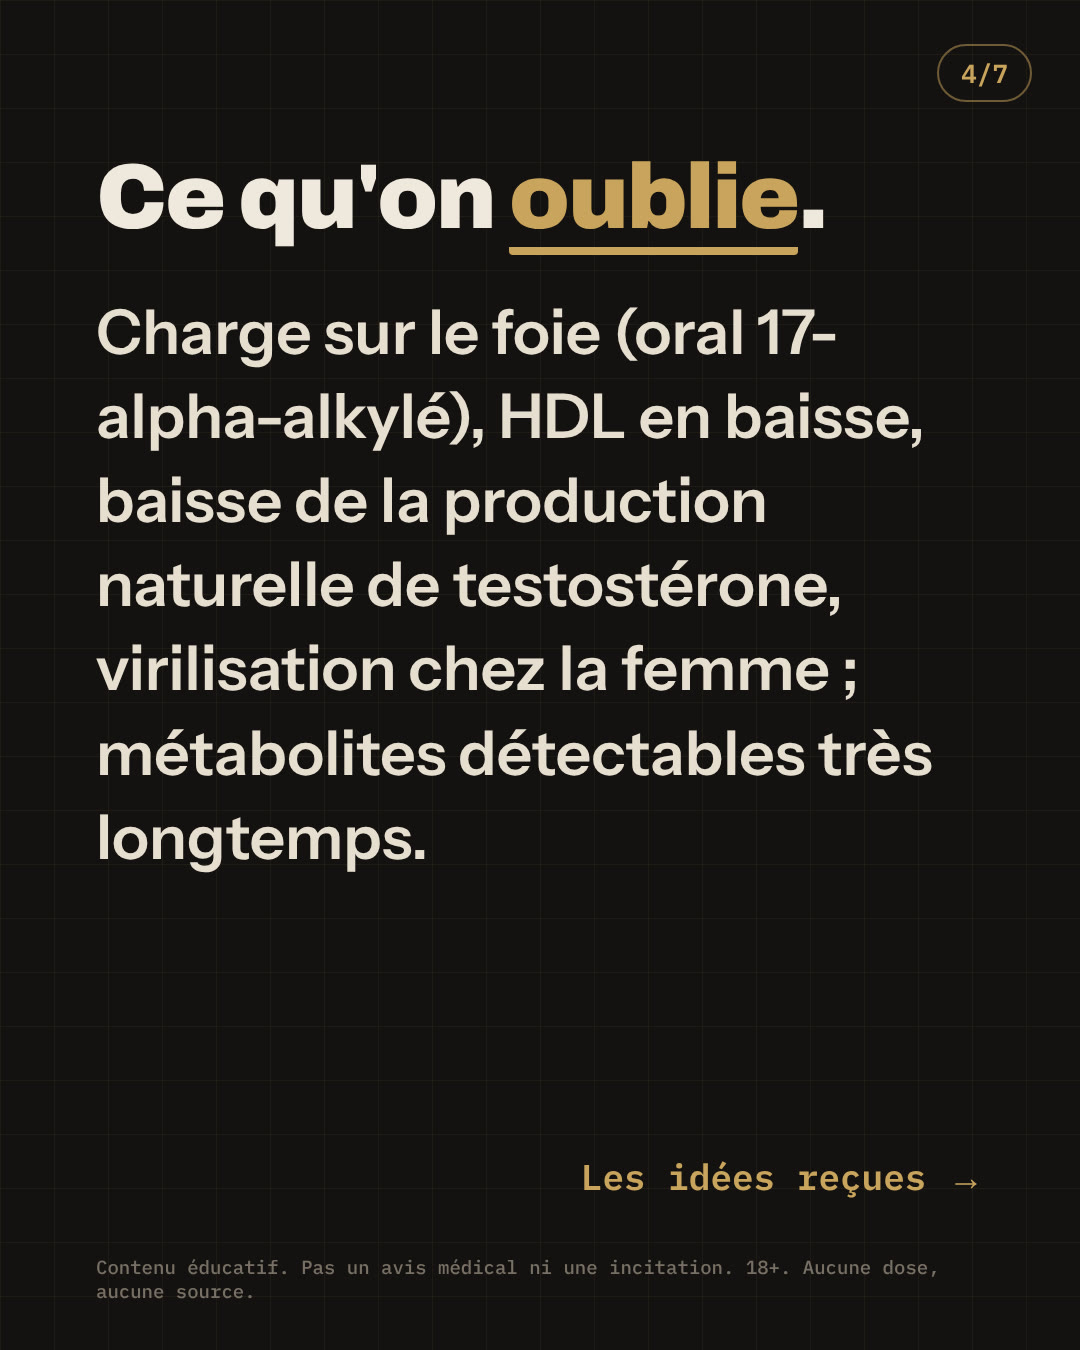 4/7
Ce qu'on oublie.
Charge sur le foie (oral 17-
alpha-alkylé), HDL en baisse,
baisse de la production
naturelle de testostérone,
virilisation chez la femme ;
métabolites détectables très
longtemps.
Les idées reçues →
Contenu éducatif. Pas un avis médical ni une incitation. 18+. Aucune dose,
aucune source.